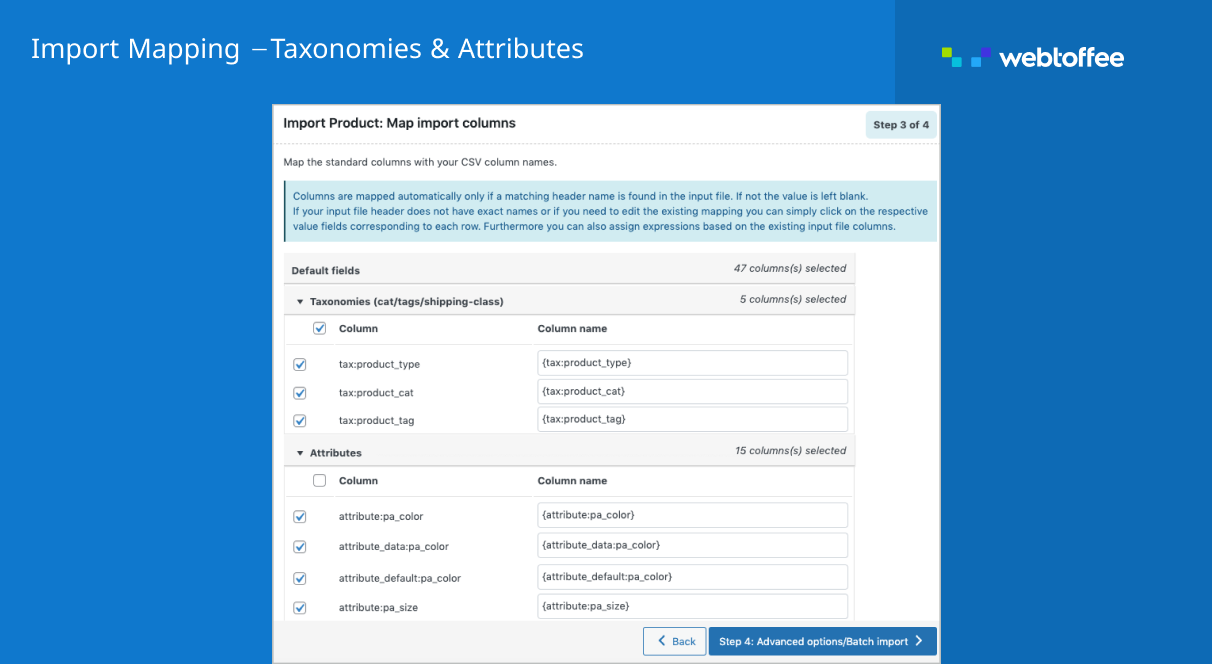 Import Mapping – Taxonomies & Attributes
webtoffee
Import Product: Map import columns
Step 3 of 4
Map the standard columns with your CSV column names.
Columns are mapped automatically only if a matching header name is found in the input file. If not the value is left blank.
If your input file header does not have exact names or if you need to edit the existing mapping you can simply click on the respective
value fields corresponding to each row. Furthermore you can also assign expressions based on the existing input file columns.
Default fields
47 columns(s) selected
Taxonomies (cat/tags/shipping-class)
5 columns(s) selected
Column
Column name
tax:product_type
{tax:product_type}
tax:product_cat
{tax:product_cat}
tax:product_tag
{tax:product_tag}
Attributes
15 columns(s) selected
Column
Column name
attribute:pa_color
{attribute:pa_color}
attribute_data:pa_color
{attribute_data:pa_color}
attribute_default:pa_color
{attribute_default:pa_color}
attribute:pa_size
{attribute:pa_size}
Back
Step 4: Advanced options/Batch import